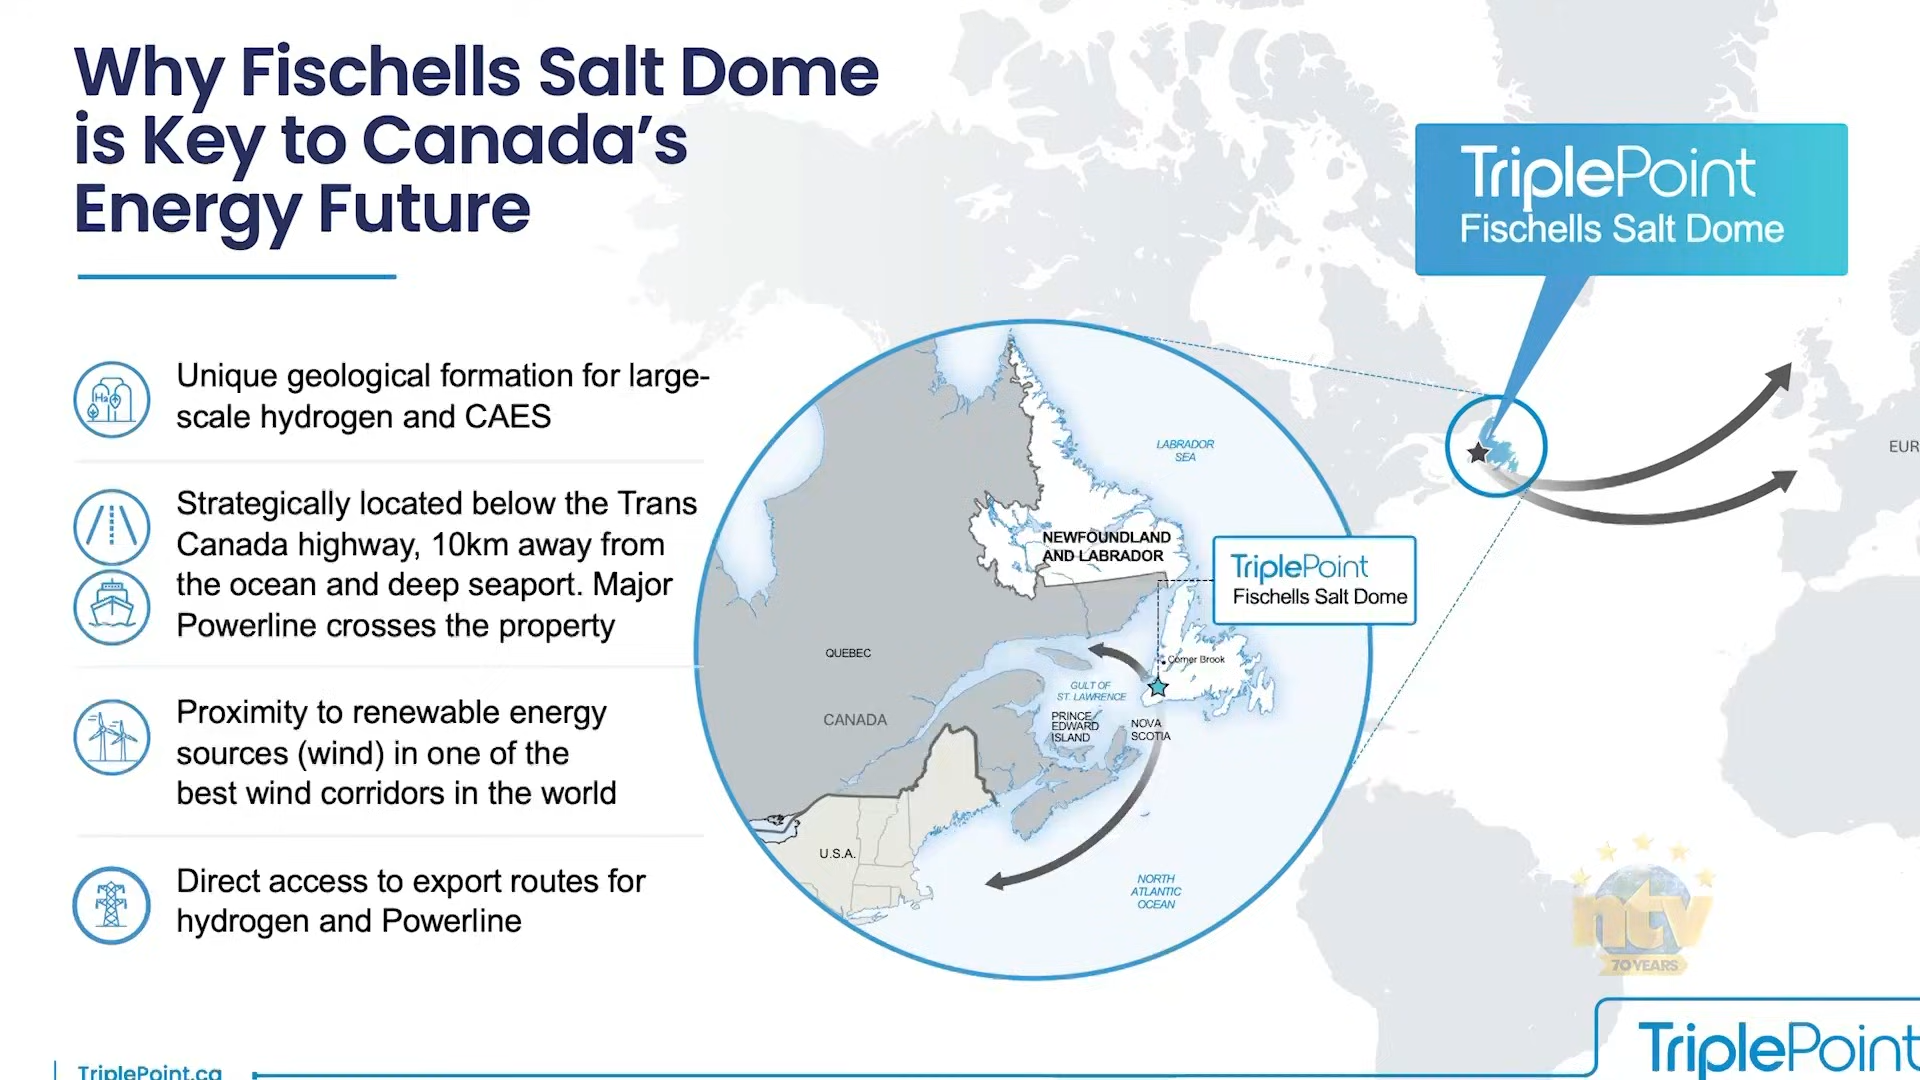 Why Fischells Salt Dome
is Key to Canada's
Energy Future
TriplePoint
Fischells Salt Dome
Unique geological formation for large-
scale hydrogen and CAES
Strategically located below the Trans
Canada highway, 10km away from
the ocean and deep seaport. Major
Powerline crosses the property
Proximity to renewable energy
sources (wind) in one of the
best wind corridors in the world
Direct access to export routes for
hydrogen and Powerline
H2
LABRADOR
SEA
NEWFOUNDLAND
AND LABRADOR
TriplePoint
Fischells Salt Dome
QUEBEC
Corner Brook
GULT OF
ST. LAWRENCE
CANADA
PRINCE
EDWARD
ISLAND
NOVA
SCOTIA
U.S.A.
NORTH
ATLANTIC
OCEAN
EUR
ntv
70 YEARS
TriplePoint.ca
TriplePoint